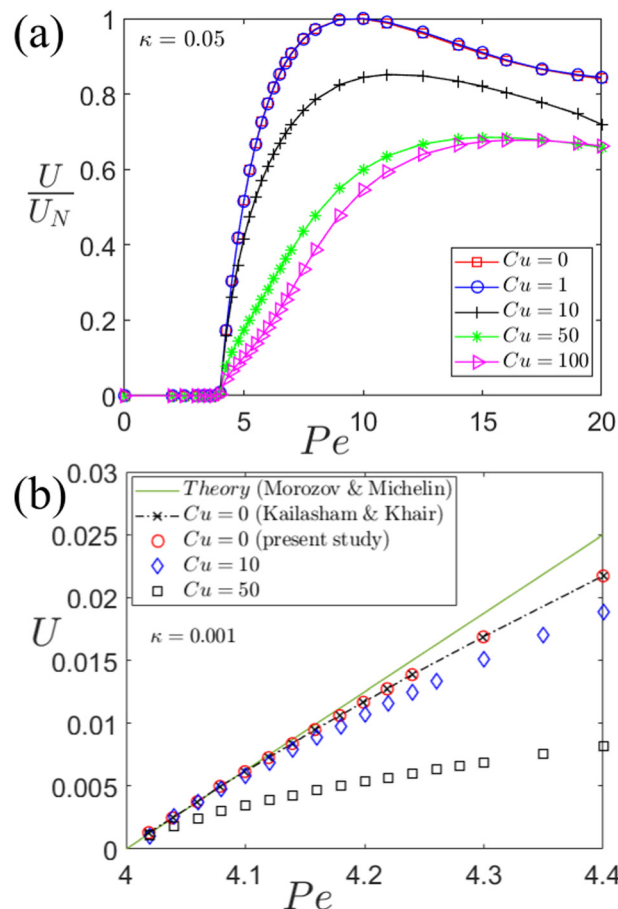 (a)
κ = 0.05
1
0.8
0.6
0.4
0.2
0
U
U_N
Cu = 0
Cu = 1
Cu = 10
Cu = 50
Cu = 100
0 5 10 15 20
Pe
(b)
0.03
0.025
0.02
0.015
0.01
0.005
0
U
Theory (Morozov & Michelin)
Cu = 0 (Kailasham & Khair)
Cu = 0 (present study)
Cu = 10
Cu = 50
κ = 0.001
4 4.1 4.2 4.3 4.4
Pe